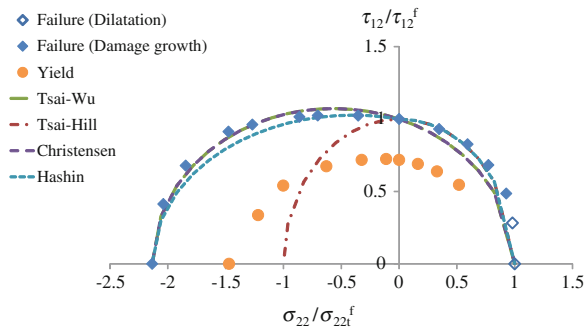 Failure (Dilatation)
Failure (Damage growth)
Yield
Tsai-Wu
Tsai-Hill
Christensen
Hashin
τ₁₂/τ₁₂ᶠ
1.5
1
0.5
0
-2.5 -2 -1.5 -1 -0.5 0 0.5 1 1.5
σ₂₂/σ₂₂ₜᶠ